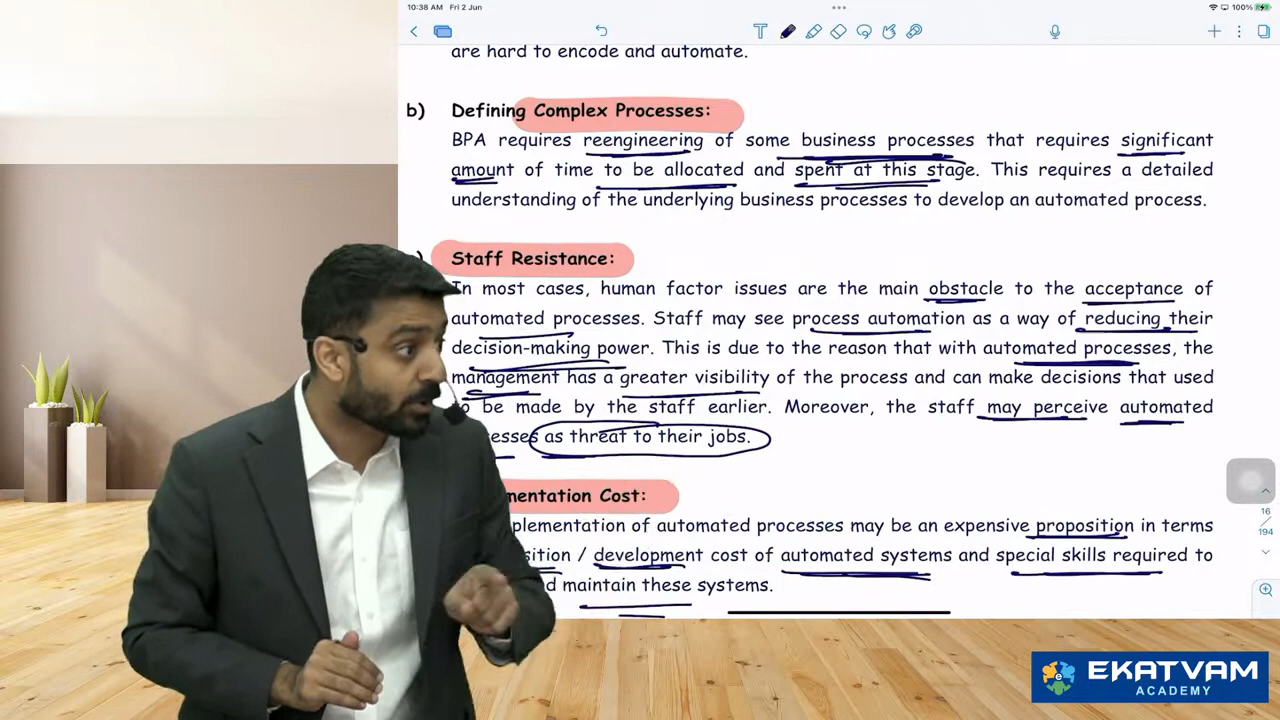 10:38 AM Fri 2 Jun
100%
are hard to encode and automate.
b) Defining Complex Processes:
BPA requires reengineering of some business processes that requires significant
amount of time to be allocated and spent at this stage. This requires a detailed
understanding of the underlying business processes to develop an automated process.
Staff Resistance:
In most cases, human factor issues are the main obstacle to the acceptance of
automated processes. Staff may see process automation as a way of reducing their
decision-making power. This is due to the reason that with automated processes, the
management has a greater visibility of the process and can make decisions that used
to be made by the staff earlier. Moreover, the staff may perceive automated
as threat to their jobs.
Cost:
of automated processes may be an expensive proposition in terms
/ development cost of automated systems and special skills required to
maintain these systems.
16
194
EKATVAM
ACADEMY